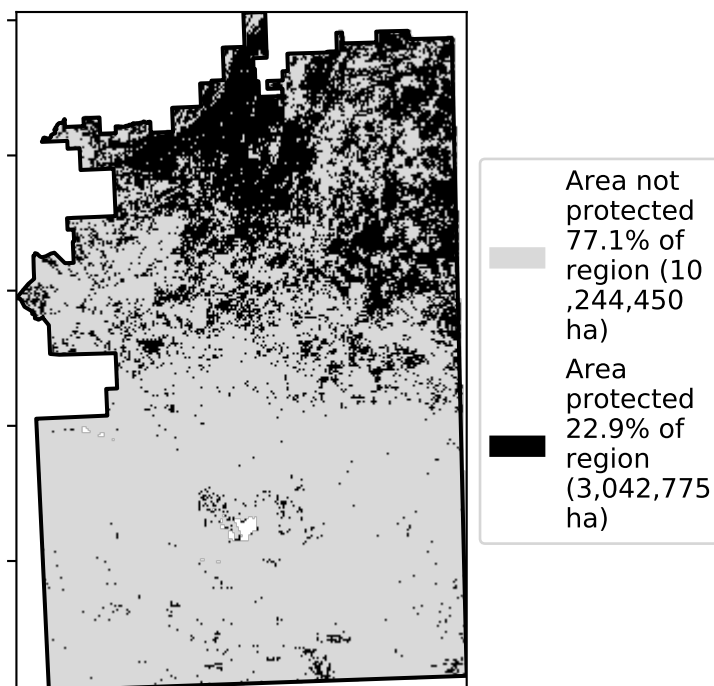 Area not
protected
77.1% of
region (10
,244,450
ha)
Area
protected
22.9% of
region
(3,042,775
ha)